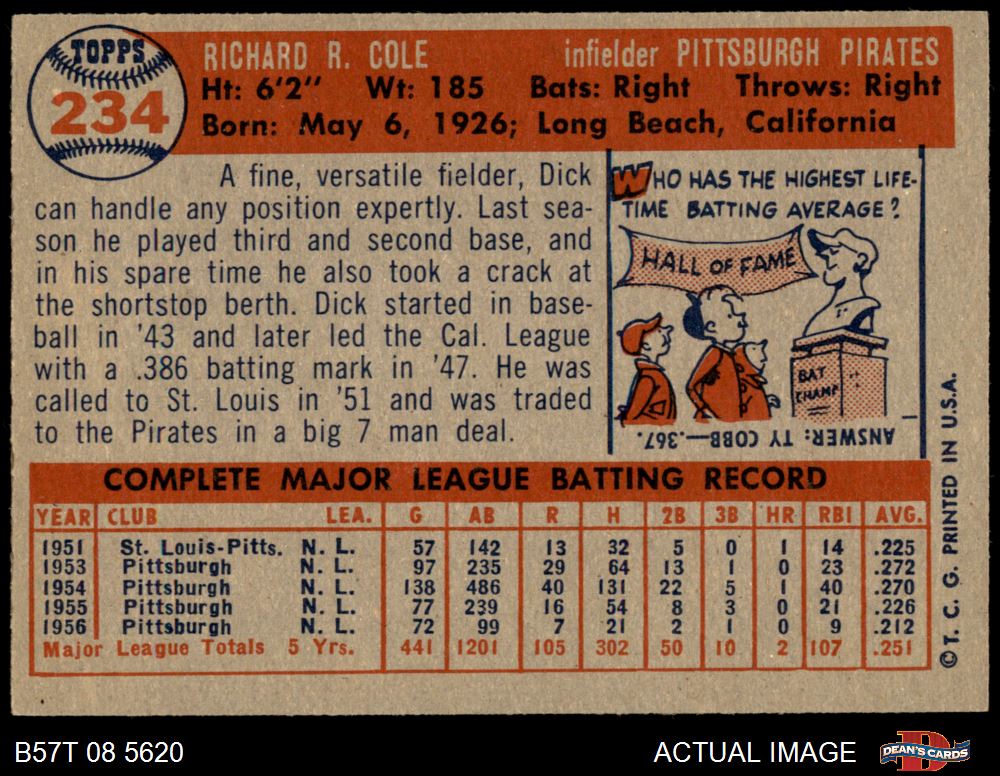 TOPPS
234
RICHARD R. COLE infielder PITTSBURGH PIRATES
Ht: 6'2" Wt: 185 Bats: Right Throws: Right
Born: May 6, 1926; Long Beach, California
A fine, versatile fielder, Dick
can handle any position expertly. Last sea-
son he played third and second base, and
in his spare time he also took a crack at
the shortstop berth. Dick started in base-
ball in '43 and later led the Cal. League
with a .386 batting mark in '47. He was
called to St. Louis in '51 and was traded
to the Pirates in a big 7 man deal.
WHO HAS THE HIGHEST LIFE-
TIME BATTING AVERAGE?
HALL OF FAME
BAT
CHAMP
ANSWER: TY COBB—.367.
COMPLETE MAJOR LEAGUE BATTING RECORD
YEAR CLUB LEA. G AB R H 2B 3B HR RBI AVG.
1951 St. Louis-Pitts. N. L. 57 142 13 32 5 0 1 14 .225
1953 Pittsburgh N. L. 97 235 29 64 13 1 0 23 .272
1954 Pittsburgh N. L. 138 486 40 131 22 5 1 40 .270
1955 Pittsburgh N. L. 77 239 16 54 8 3 0 21 .226
1956 Pittsburgh N. L. 72 99 7 21 2 1 0 9 .212
Major League Totals 5 Yrs. 441 1201 105 302 50 10 2 107 .251
© T. C. G. PRINTED IN U.S.A.
B57T 08 5620 ACTUAL IMAGE DEAN'S CARDS